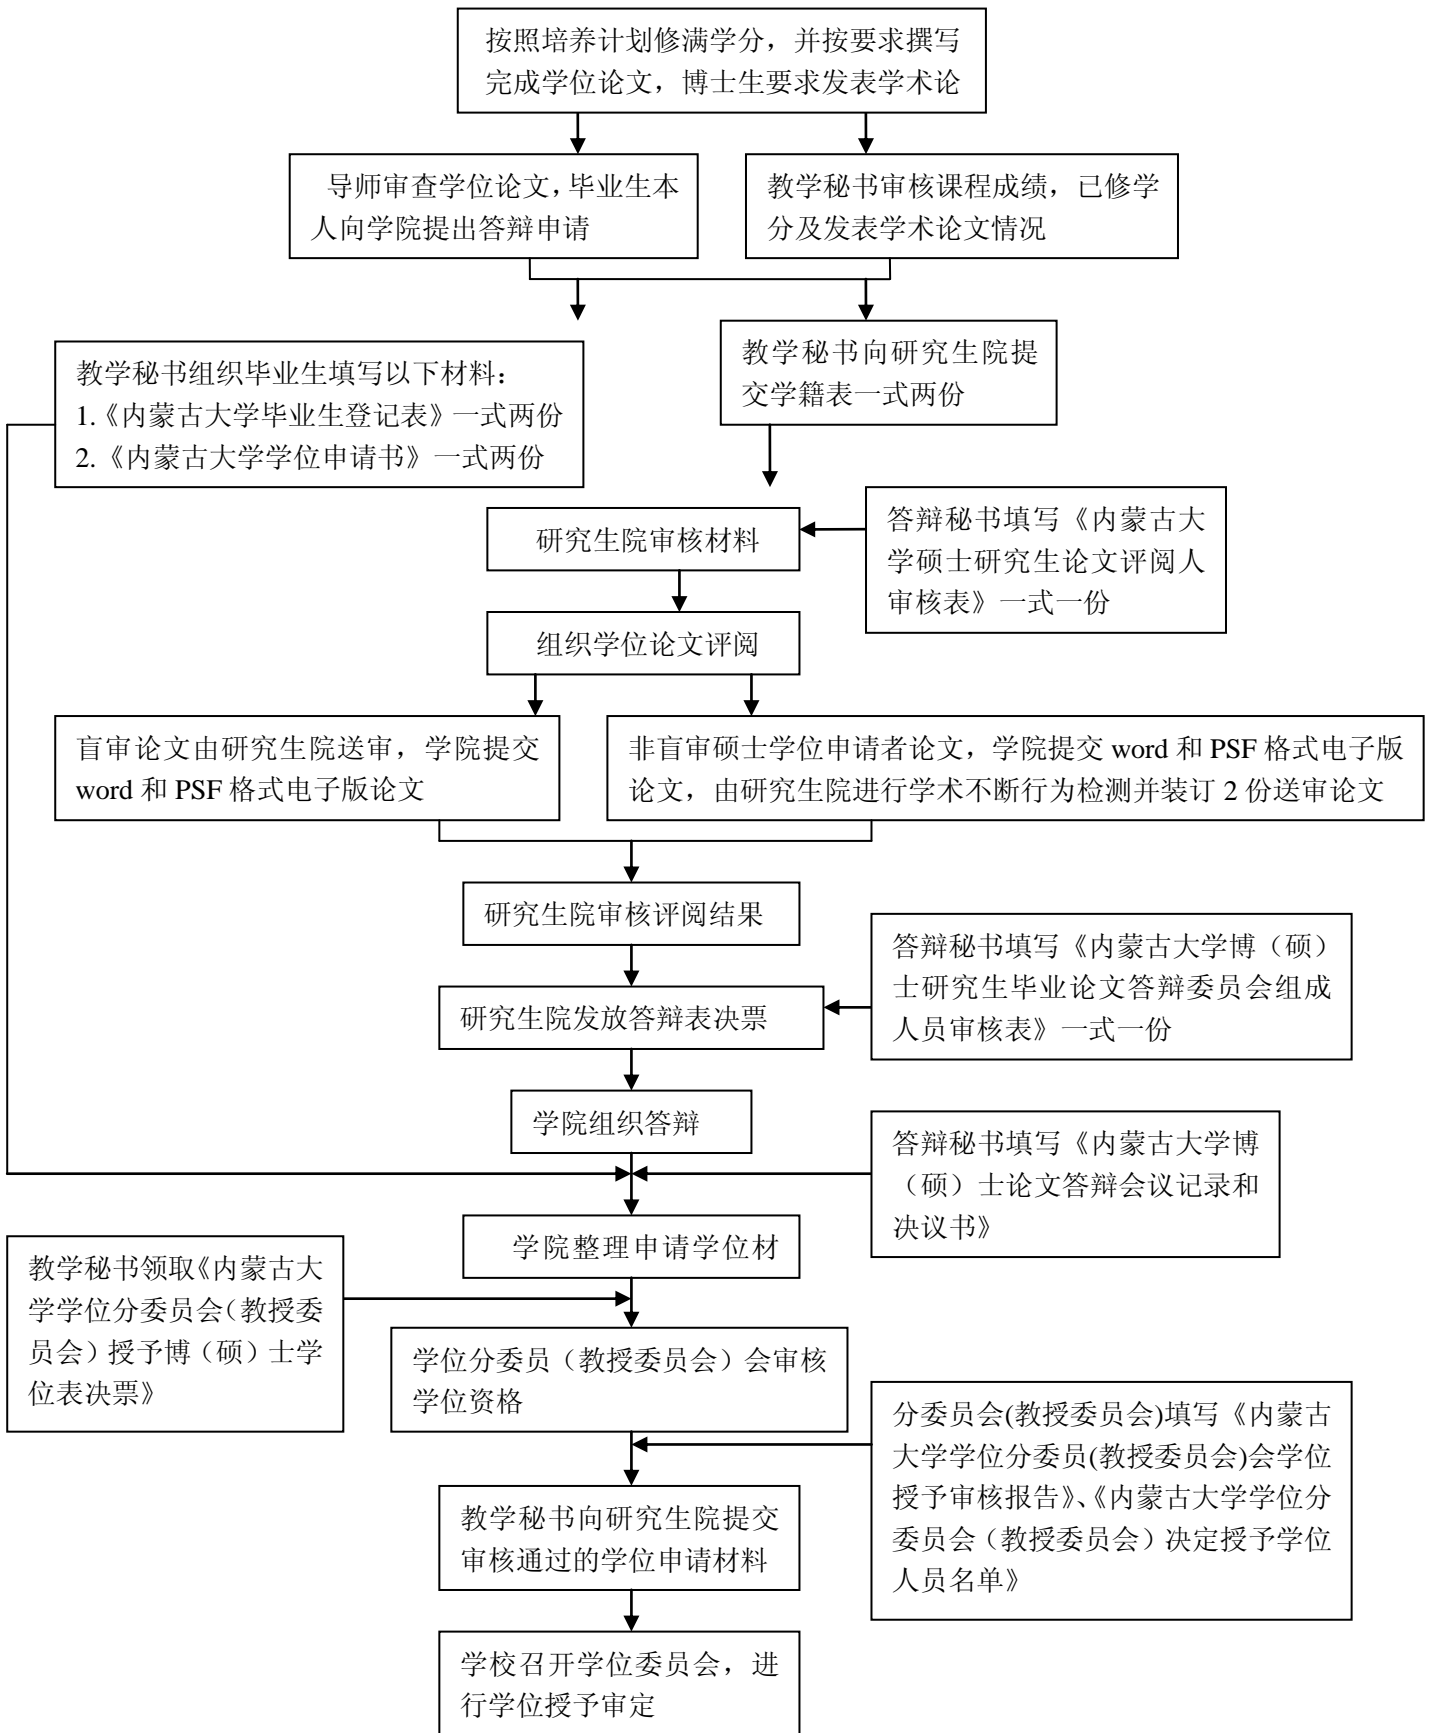 按照培养计划修满学分，并按要求撰写
完成学位论文，博士生要求发表学术论
导师审查学位论文，毕业生本
人向学院提出答辩申请
教学秘书审核课程成绩，已修学
分及发表学术论文情况
教学秘书组织毕业生填写以下材料：
1.《内蒙古大学毕业生登记表》一式两份
2.《内蒙古大学学位申请书》一式两份
教学秘书向研究生院提
交学籍表一式两份
研究生院审核材料
答辩秘书填写《内蒙古大
学硕士研究生论文评阅人
审核表》一式一份
组织学位论文评阅
盲审论文由研究生院送审，学院提交
word 和 PSF 格式电子版论文
非盲审硕士学位申请者论文，学院提交 word 和 PSF 格式电子版
论文，由研究生院进行学术不断行为检测并装订 2 份送审论文
研究生院审核评阅结果
研究生院发放答辩表决票
答辩秘书填写《内蒙古大学博（硕）
士研究生毕业论文答辩委员会组成
人员审核表》一式一份
学院组织答辩
答辩秘书填写《内蒙古大学博
（硕）士论文答辩会议记录和
决议书》
学院整理申请学位材
教学秘书领取《内蒙古大
学学位分委员会（教授委
员会）授予博（硕）士学
位表决票》
学位分委员（教授委员会）会审核
学位资格
分委员会(教授委员会)填写《内蒙古
大学学位分委员(教授委员会)会学位
授予审核报告》、《内蒙古大学学位分
委员会（教授委员会）决定授予学位
人员名单》
教学秘书向研究生院提交
审核通过的学位申请材料
学校召开学位委员会，进
行学位授予审定